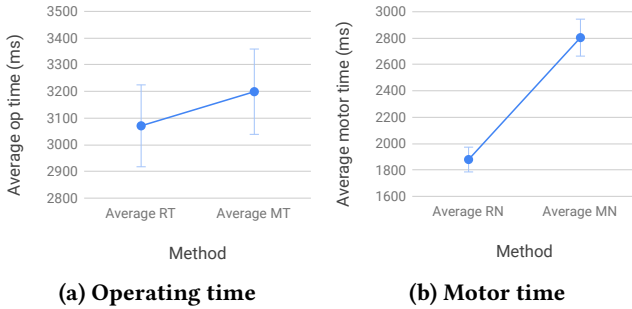 Average op time (ms)
3500
3400
3300
3200
3100
3000
2900
2800
Average RT
Average MT
Method
(a) Operating time
Average motor time (ms)
3000
2800
2600
2400
2200
2000
1800
1600
Average RN
Average MN
Method
(b) Motor time